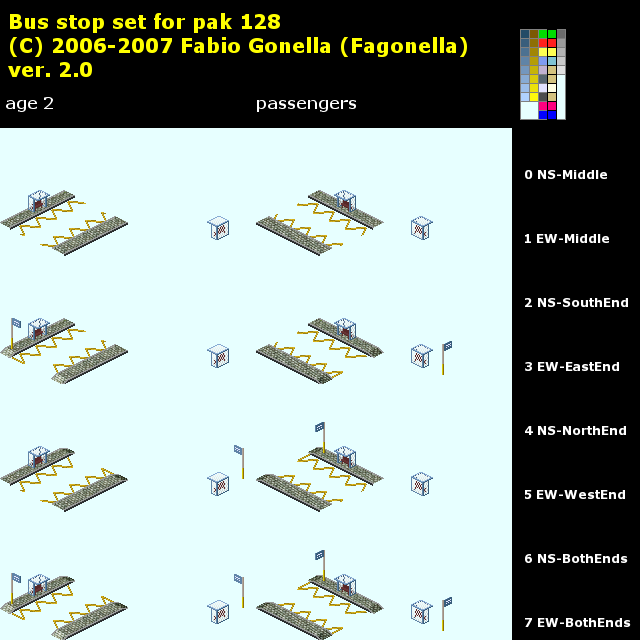 Bus stop set for pak 128
(C) 2006-2007 Fabio Gonella (Fagonella)
ver. 2.0
age 2 passengers
0 NS-Middle
1 EW-Middle
2 NS-SouthEnd
3 EW-EastEnd
4 NS-NorthEnd
5 EW-WestEnd
6 NS-BothEnds
7 EW-BothEnds